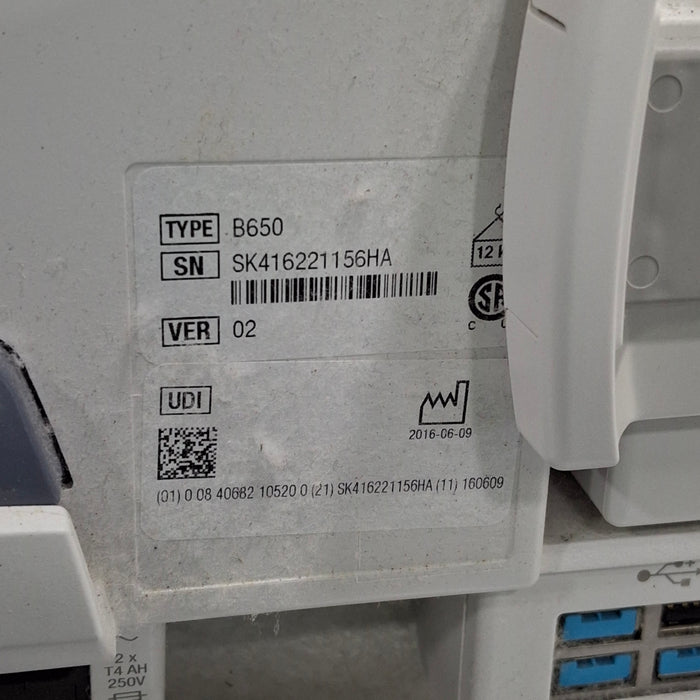 TYPE B650
SN SK416221156HA
12
VER 02
C
UDI
2016-06-09
(01) 0 08 40682 10520 0 (21) SK416221156HA (11) 160609
2 x
T4 AH
250V